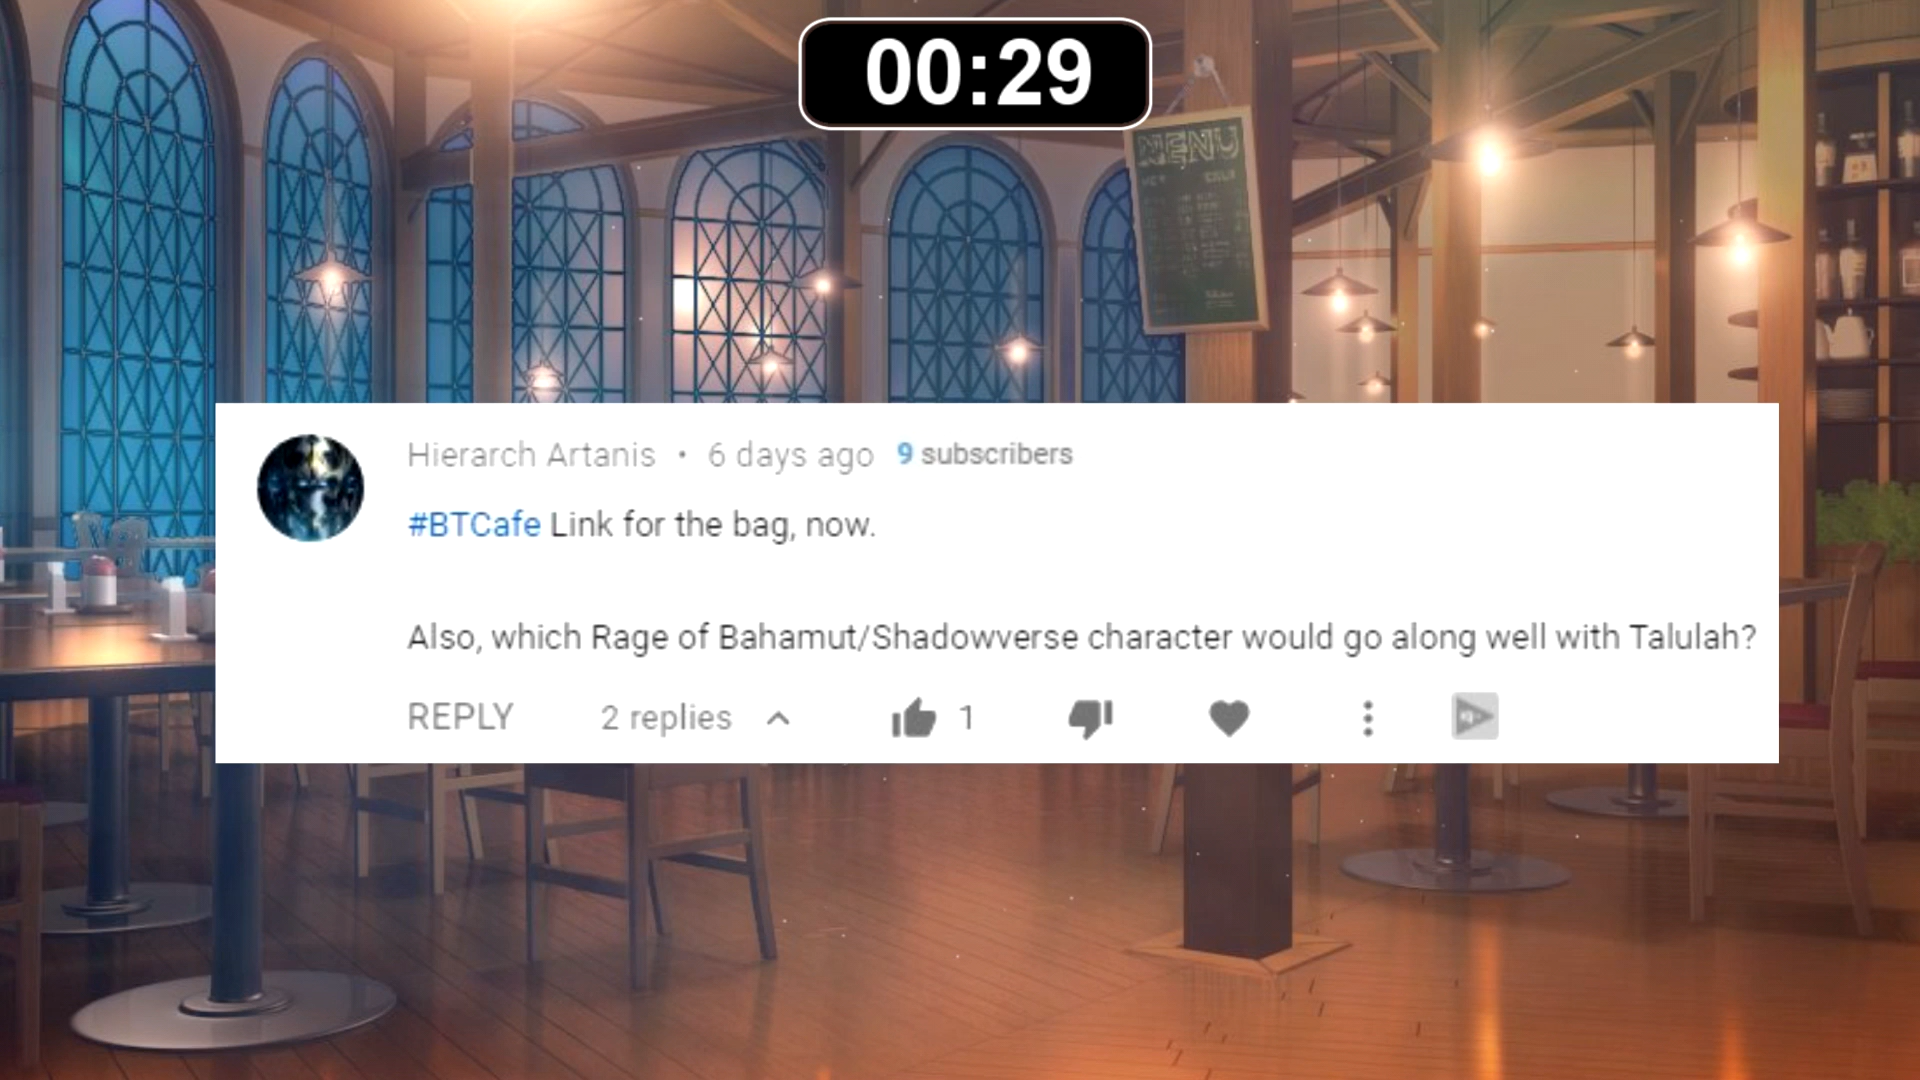 00:29
MENU
Hierarch Artanis • 6 days ago 9 subscribers
#BTCafe Link for the bag, now.
Also, which Rage of Bahamut/Shadowverse character would go along well with Talulah?
REPLY 2 replies 1